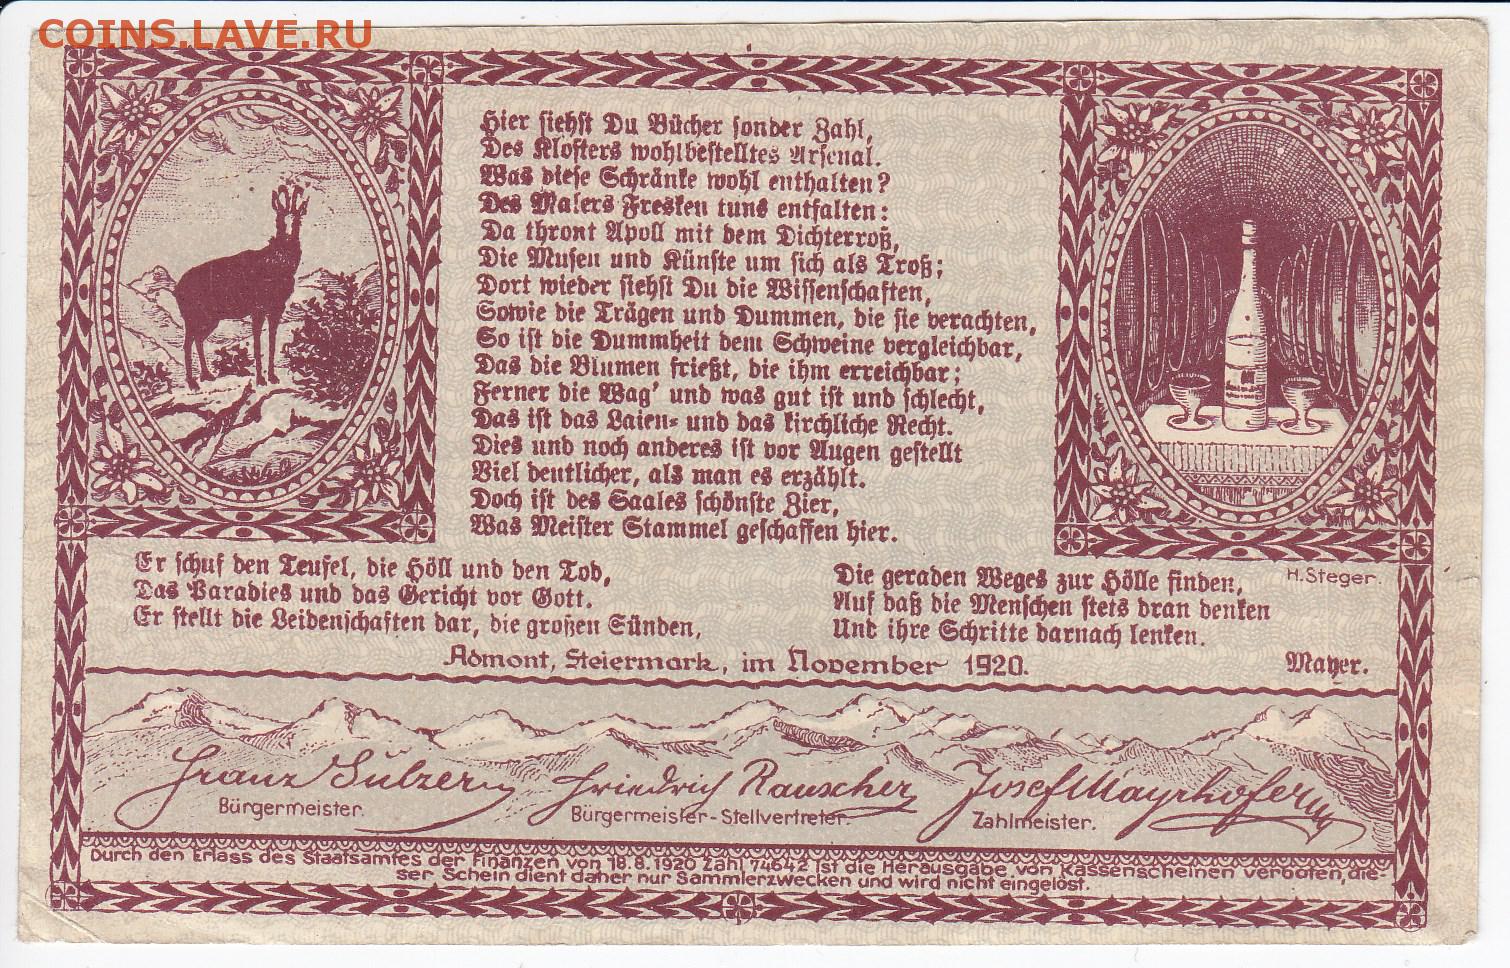 COINS.LAVE.RU
Hier siehst Du Bücher sonder Zahl,
Des Klosters wohlbestelltes Arsenal.
Was diese Schränke wohl enthalten?
Des Malers Fresken tuns entfalten:
Da thront Apoll mit dem Dichterroß,
Die Musen und Künste um sich als Troß;
Dort wieder siehst Du die Wissenschaften,
Sowie die Trägen und Dummen, die sie verachten,
So ist die Dummheit dem Schweine vergleichbar,
Das die Blumen frießt, die ihm erreichbar;
Ferner die Wag' und was gut ist und schlecht,
Das ist das Laien- und das kirchliche Recht.
Dies und noch anderes ist vor Augen gestellt
Viel deutlicher, als man es erzählt.
Doch ist des Saales schönste Zier,
Was Meister Stammel geschaffen hier.
Er schuf den Teufel, die Höll und den Tod,
Das Paradies und das Gericht vor Gott.
Er stellt die Leidenschaften dar, die großen Sünden,
Die geraden Weges zur Hölle finden,
Auf daß die Menschen stets dran denken
Und ihre Schritte darnach lenken.
H. Steger.
Admont, Steiermark, im November 1920.
Mayer.
Franz Sulzer
Bürgermeister.
Friedrich Rauscher
Bürgermeister-Stellvertreter.
Josef Mayrhofer
Zahlmeister.
Durch den Erlass des Staatsamtes der Finanzen von 18.8.1920 Zahl 74642 ist die Herausgabe von Kassenscheinen verboten, die-
ser Schein dient daher nur Sammlerzwecken und wird nicht eingelöst.